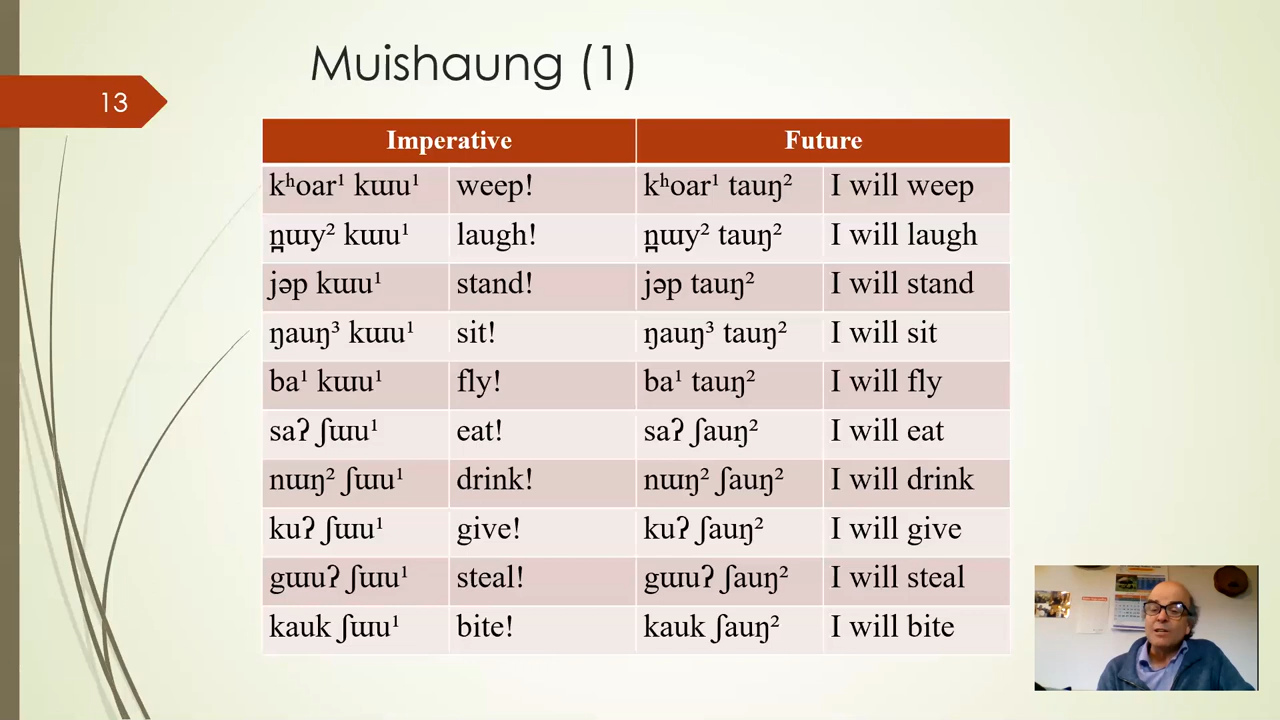 Muishaung (1)
13
Imperative Future
kʰoar¹ kɯu¹ weep! kʰoar¹ tauŋ² I will weep
n̪ɯy² kɯu¹ laugh! n̪ɯy² tauŋ² I will laugh
jəp kɯu¹ stand! jəp tauŋ² I will stand
ŋauŋ³ kɯu¹ sit! ŋauŋ³ tauŋ² I will sit
ba¹ kɯu¹ fly! ba¹ tauŋ² I will fly
saʔ ʃɯu¹ eat! saʔ ʃauŋ² I will eat
nɯŋ² ʃɯu¹ drink! nɯŋ² ʃauŋ² I will drink
kuʔ ʃɯu¹ give! kuʔ ʃauŋ² I will give
gɯuʔ ʃɯu¹ steal! gɯuʔ ʃauŋ² I will steal
kauk ʃɯu¹ bite! kauk ʃauŋ² I will bite